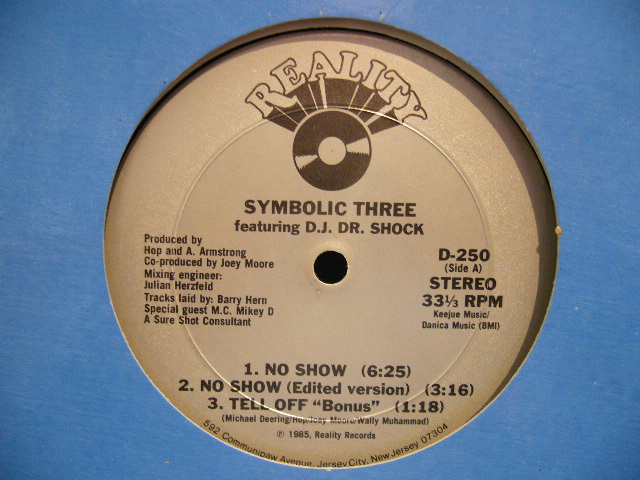 REALITY
SYMBOLIC THREE
featuring D.J. DR. SHOCK
Produced by
Hop and A. Armstrong
Co-produced by Joey Moore
Mixing engineer:
Julian Herzfeld
Tracks laid by: Barry Hern
Special guest M.C. Mikey D
A Sure Shot Consultant
D-250
(Side A)
STEREO
33⅓ RPM
Keejue Music/
Danica Music (BMI)
1. NO SHOW (6:25)
2. NO SHOW (Edited version) (3:16)
3. TELL OFF "Bonus" (1:18)
(Michael Deering/Hop/Joey Moore/Wally Muhammad)
℗ 1985, Reality Records
592 Communipaw Avenue, Jersey City, New Jersey 07304